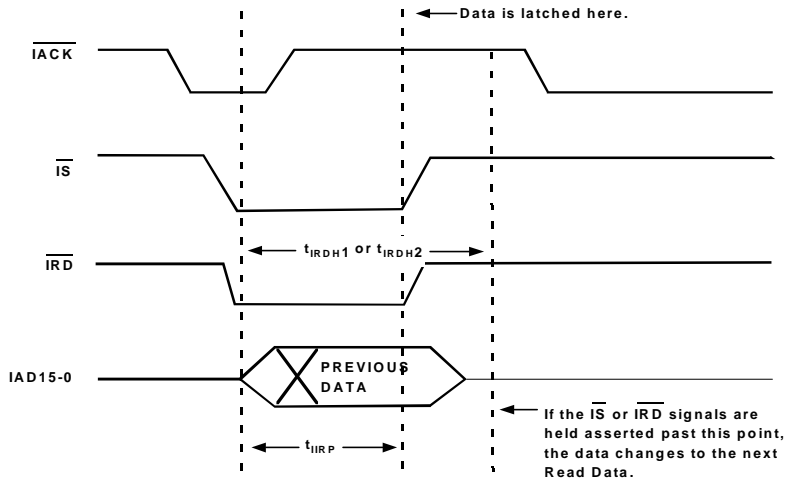 Data is latched here.
IACK
IS
tIRDH1 or tIRDH2
IRD
IAD15-0
PREVIOUS
DATA
If the IS or IRD signals are
held asserted past this point,
the data changes to the next
Read Data.
tIIRP